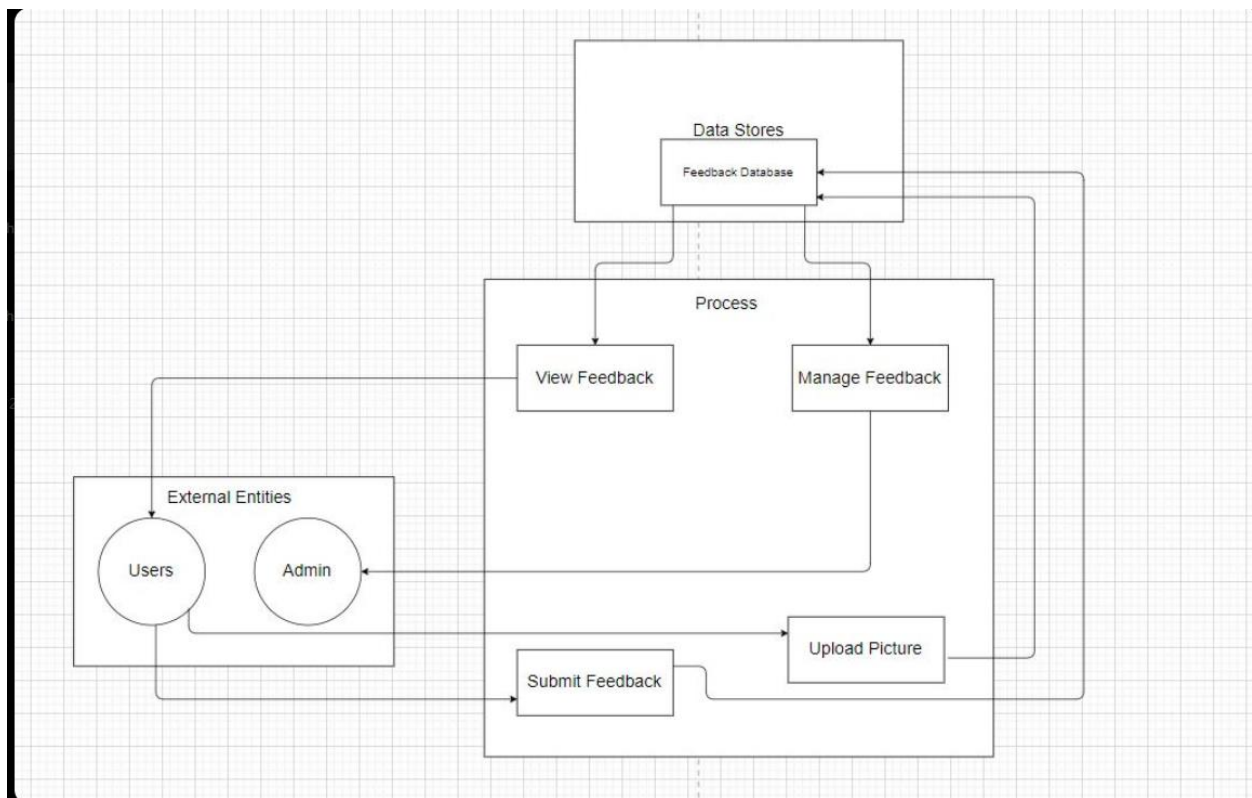 Data Stores
Feedback Database
Process
View Feedback
Manage Feedback
External Entities
Users
Admin
Upload Picture
Submit Feedback